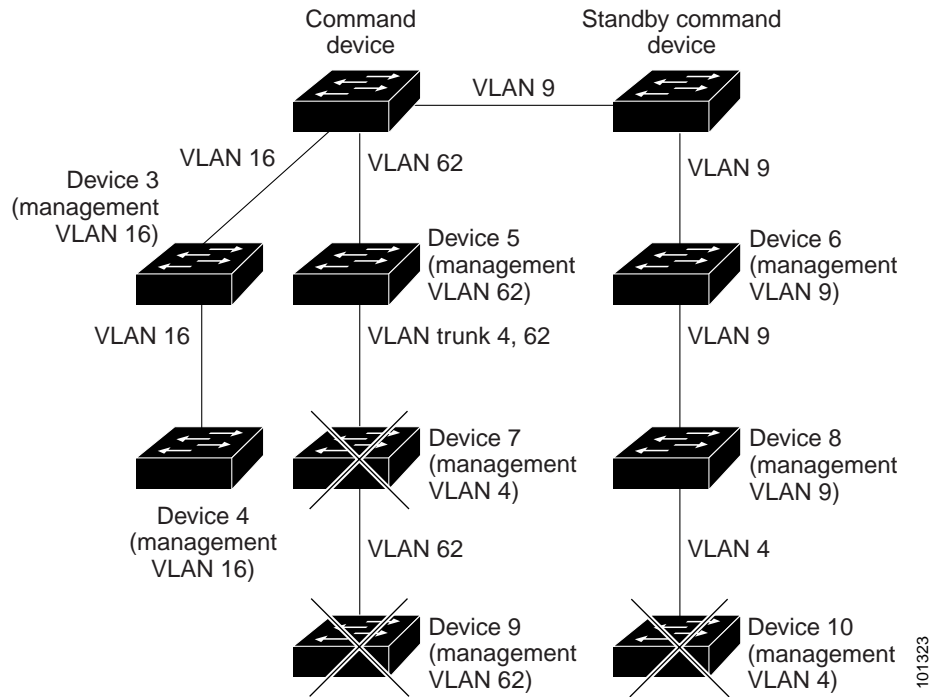 Command
device
Standby command
device
VLAN 9
VLAN 16
VLAN 62
VLAN 9
Device 3
(management
VLAN 16)
Device 5
(management
VLAN 62)
Device 6
(management
VLAN 9)
VLAN 16
VLAN trunk 4, 62
VLAN 9
Device 7
(management
VLAN 4)
Device 8
(management
VLAN 9)
Device 4
(management
VLAN 16)
VLAN 62
VLAN 4
Device 9
(management
VLAN 62)
Device 10
(management
VLAN 4)
101323